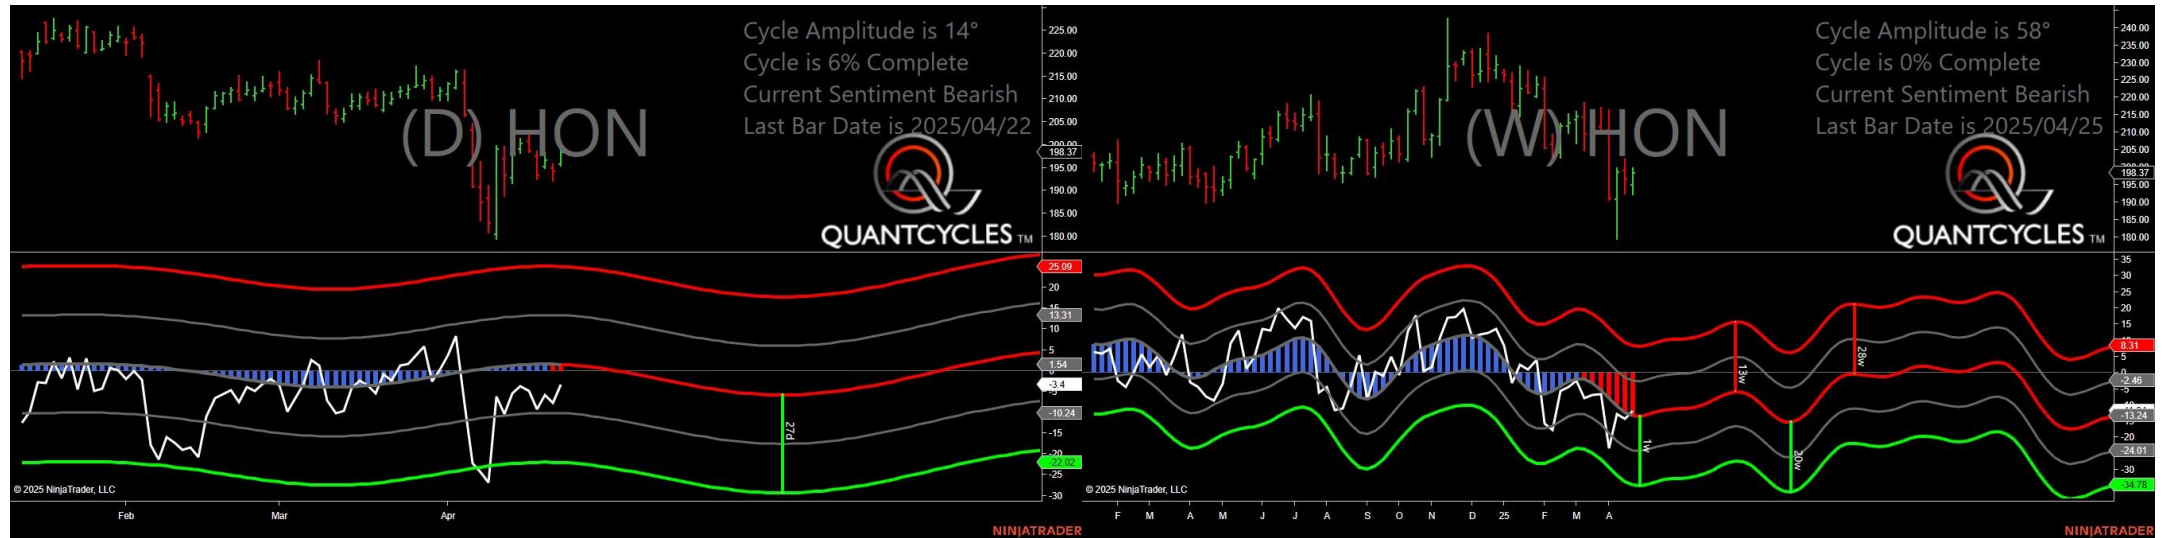 Cycle Amplitude is 14°
Cycle is 6% Complete
Current Sentiment Bearish
Last Bar Date is 2025/04/22
(D) HON
QUANTCYCLES TM
225.00
220.00
215.00
210.00
205.00
198.37
195.00
190.00
185.00
180.00
25.09
20
15
13.31
10
5
1.54
0
-3.4
-5
-10.24
-15
-20
-22.02
-25
-30
27d
© 2025 NinjaTrader, LLC
Feb Mar Apr
NINJATRADER
Cycle Amplitude is 58°
Cycle is 0% Complete
Current Sentiment Bearish
Last Bar Date is 2025/04/25
(W) HON
QUANTCYCLES TM
240.00
235.00
230.00
225.00
220.00
215.00
210.00
205.00
198.37
195.00
190.00
185.00
180.00
35
30
25
20
15
8.31
5
0
-2.46
-5
-13.24
-20
-24.01
-30
-34.78
1w
13w
20w
28w
© 2025 NinjaTrader, LLC
F M A M J J A S O N D 25 F M A
NINJATRADER